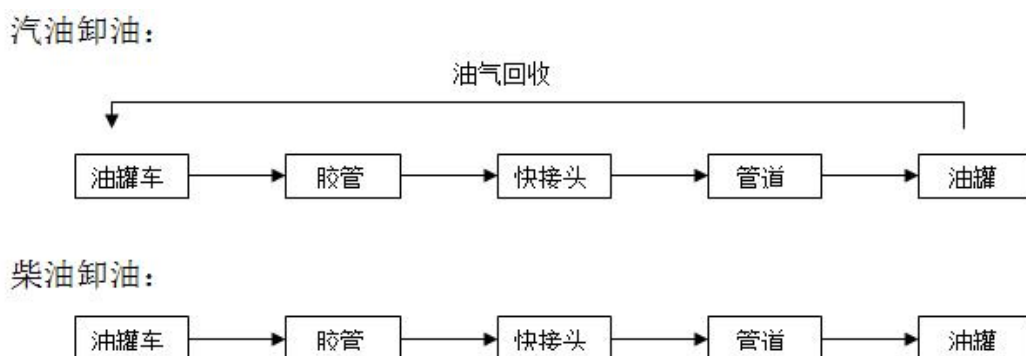 汽油卸油：
油气回收
油罐车 胶管 快接头 管道 油罐
柴油卸油：
油罐车 胶管 快接头 管道 油罐